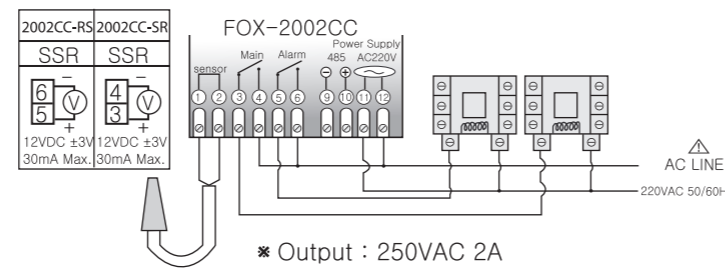 2002CC-RS 2002CC-SR
SSR SSR
6 − V 5 +
4 − V 3 +
12VDC ±3V 12VDC ±3V
30mA Max. 30mA Max.
FOX-2002CC
Power Supply
Main Alarm 485 AC220V
sensor
1 2 3 4 5 6 9 10 11 12
AC LINE
220VAC 50/60H
※ Output : 250VAC 2A